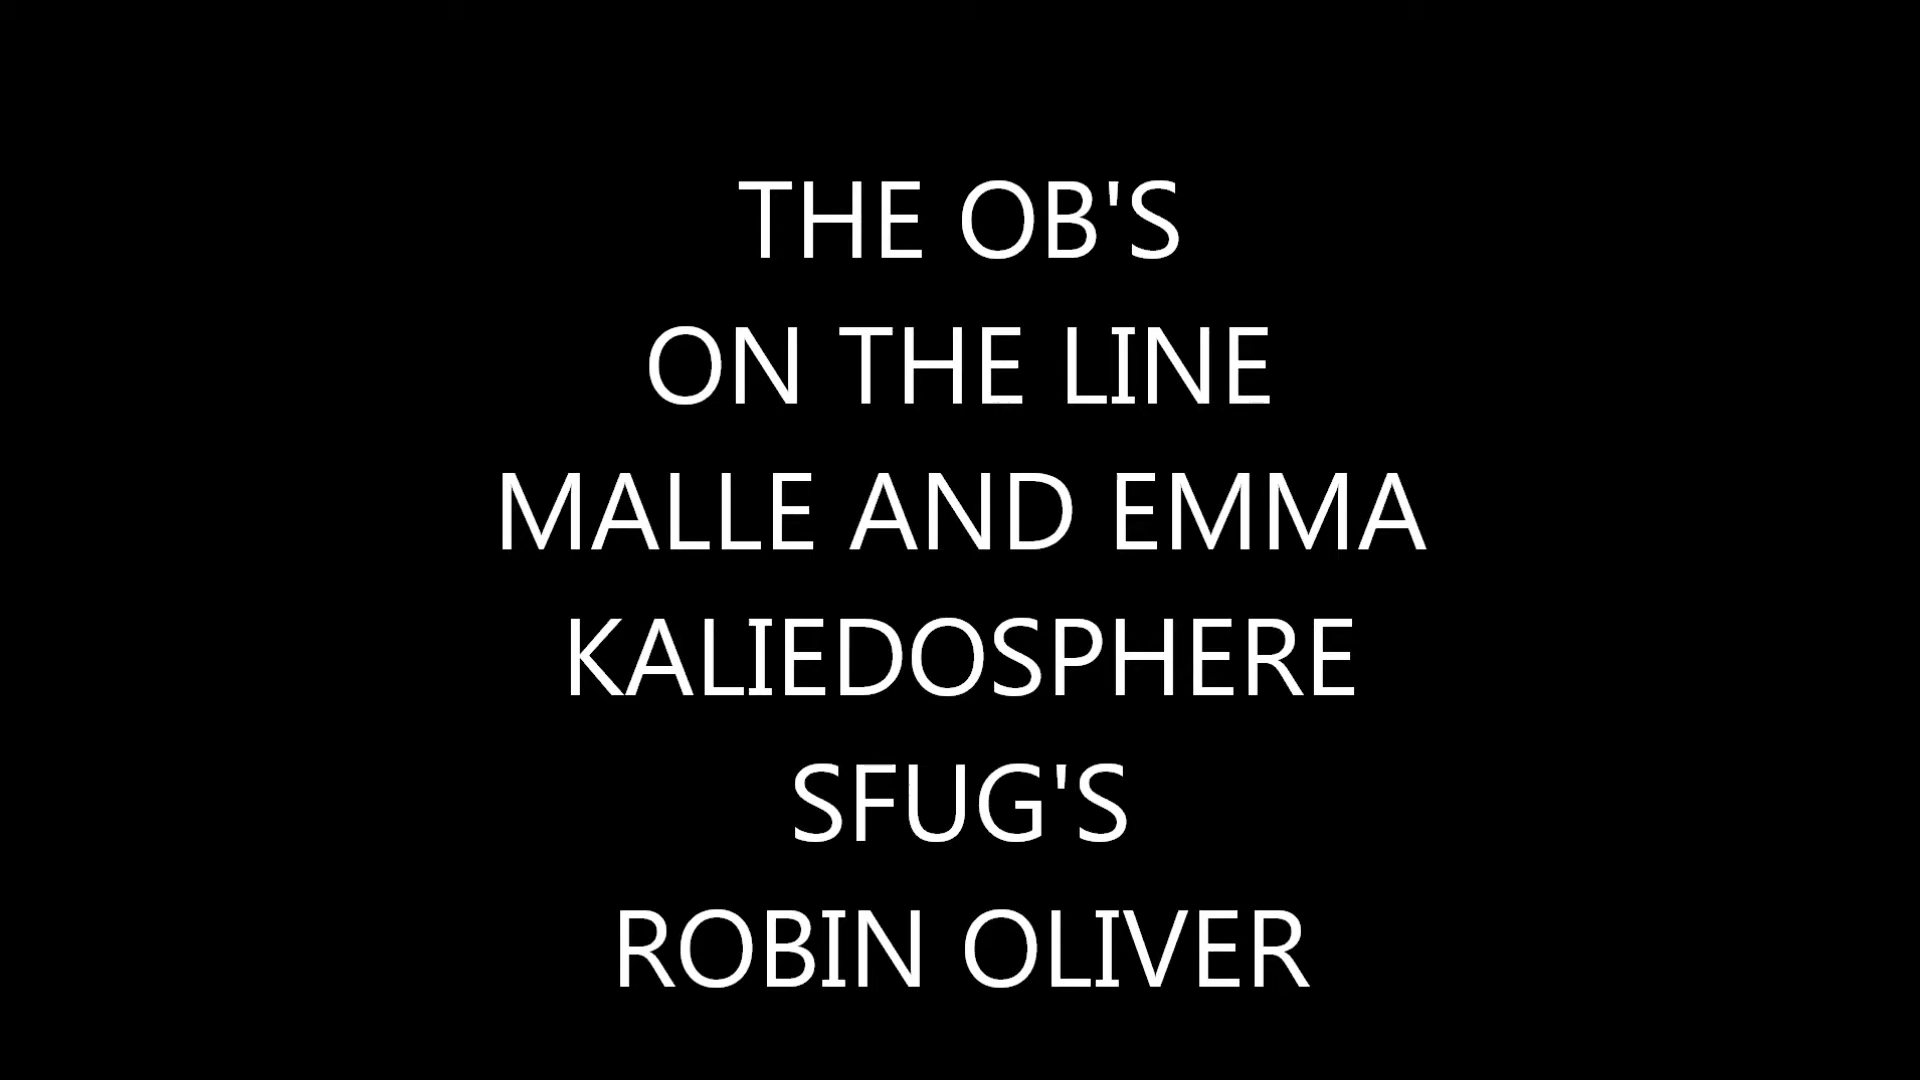 THE OB'S
ON THE LINE
MALLE AND EMMA
KALIEDOSPHERE
SFUG'S
ROBIN OLIVER